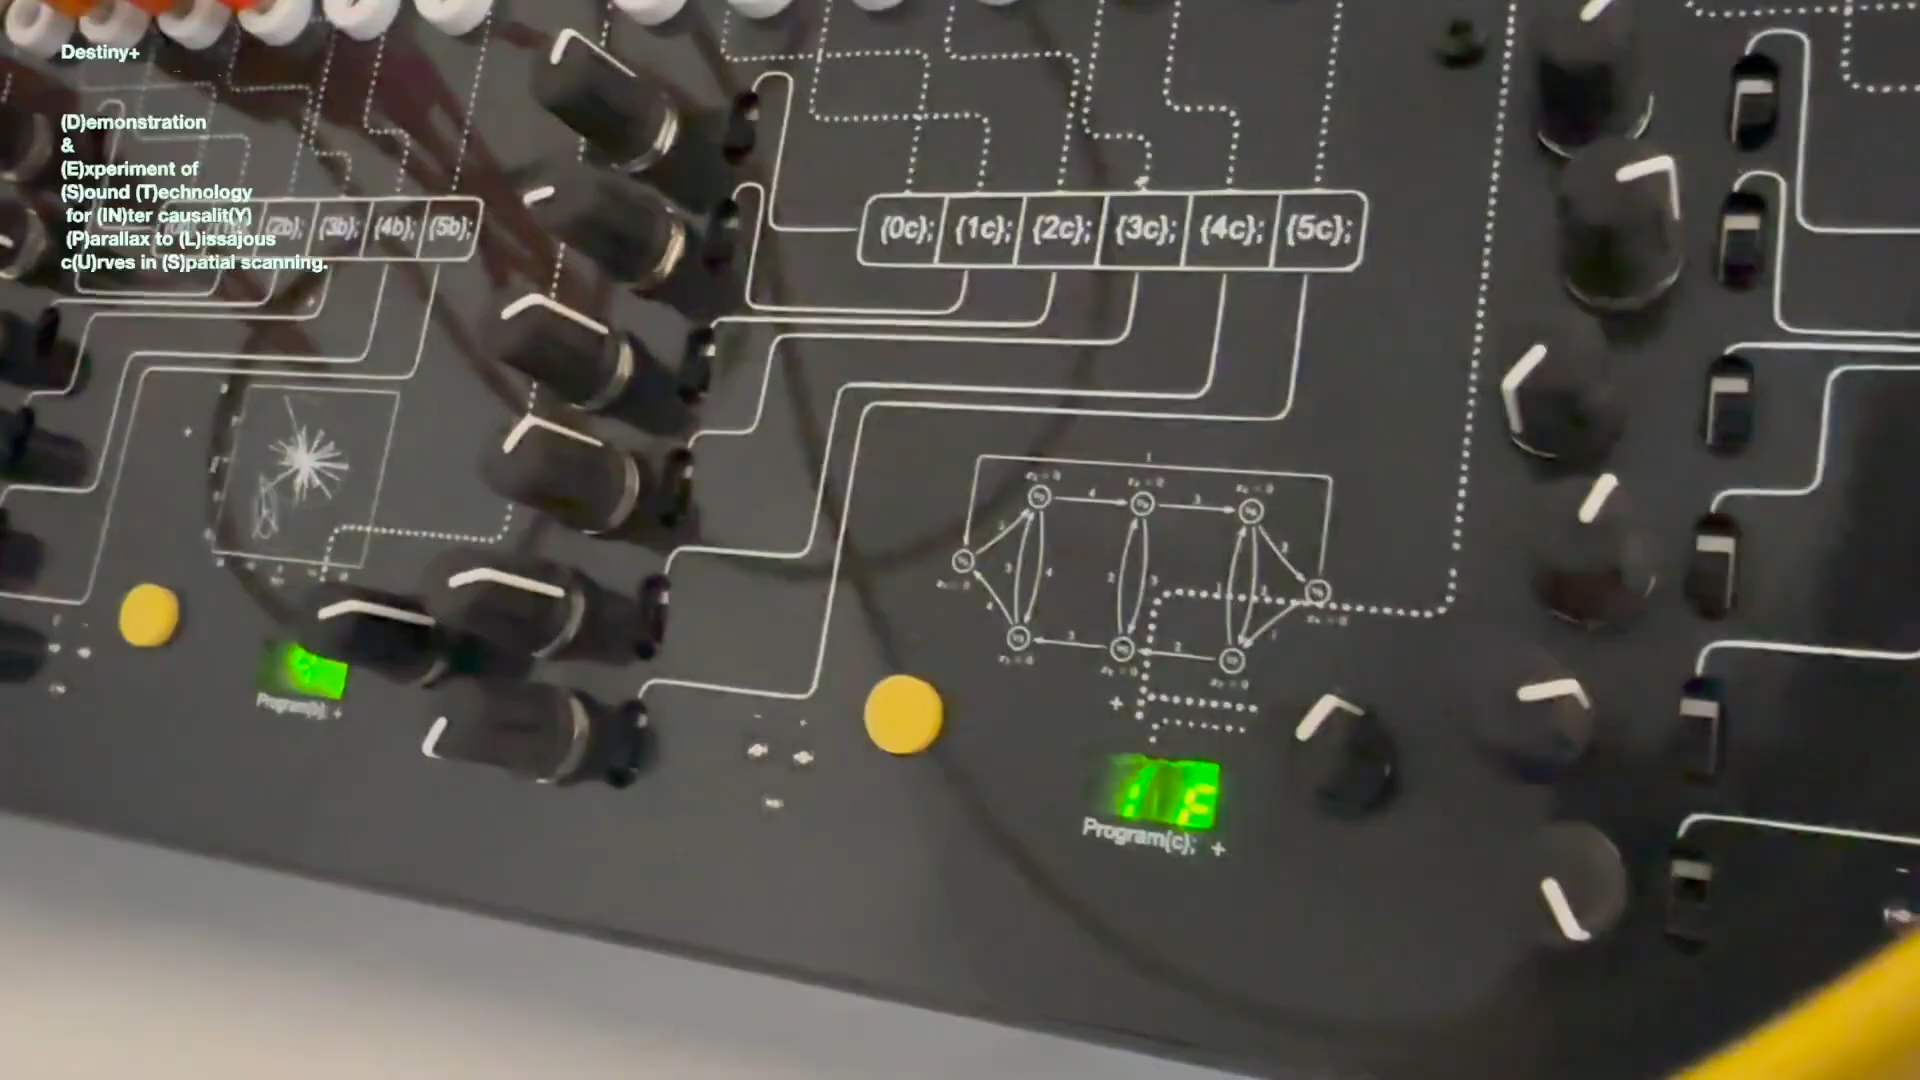 Destiny+
(D)emonstration
&
(E)xperiment of
(S)ound (T)echnology
for (IN)ter causalit(Y)
(P)arallax to (L)issajous
c(U)rves in (S)patial scanning.
{2b}; {3b}; {4b}; {5b};
{0c}; {1c}; {2c}; {3c}; {4c}; {5c};
Program(b); +
Program(c); +